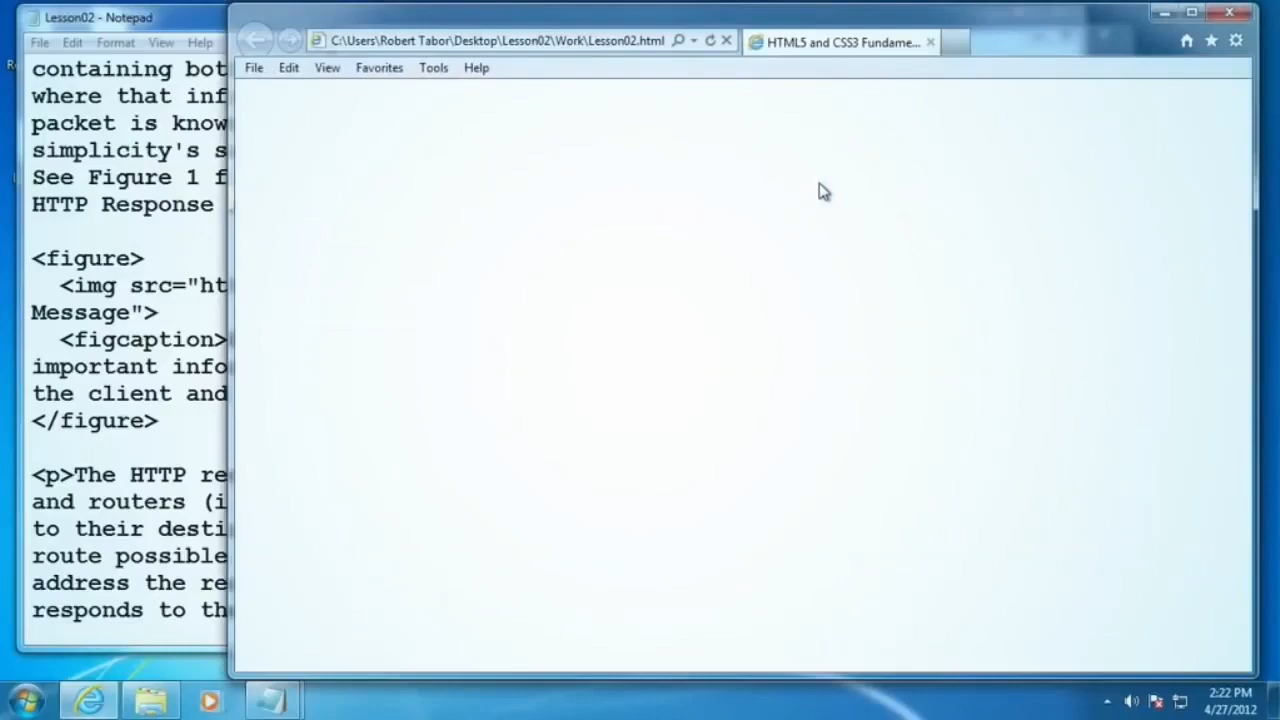 Lesson02 - Notepad
File Edit Format View Help
containing bot
where that inf
packet is know
simplicity's s
See Figure 1 f
HTTP Response
<figure>
<img src="ht
Message">
<figcaption>
important info
the client and
</figure>
<p>The HTTP re
and routers (i
to their desti
route possible
address the re
responds to th
C:\Users\Robert Tabor\Desktop\Lesson02\Work\Lesson02.html
HTML5 and CSS3 Fundame...
File Edit View Favorites Tools Help
2:22 PM
4/27/2012